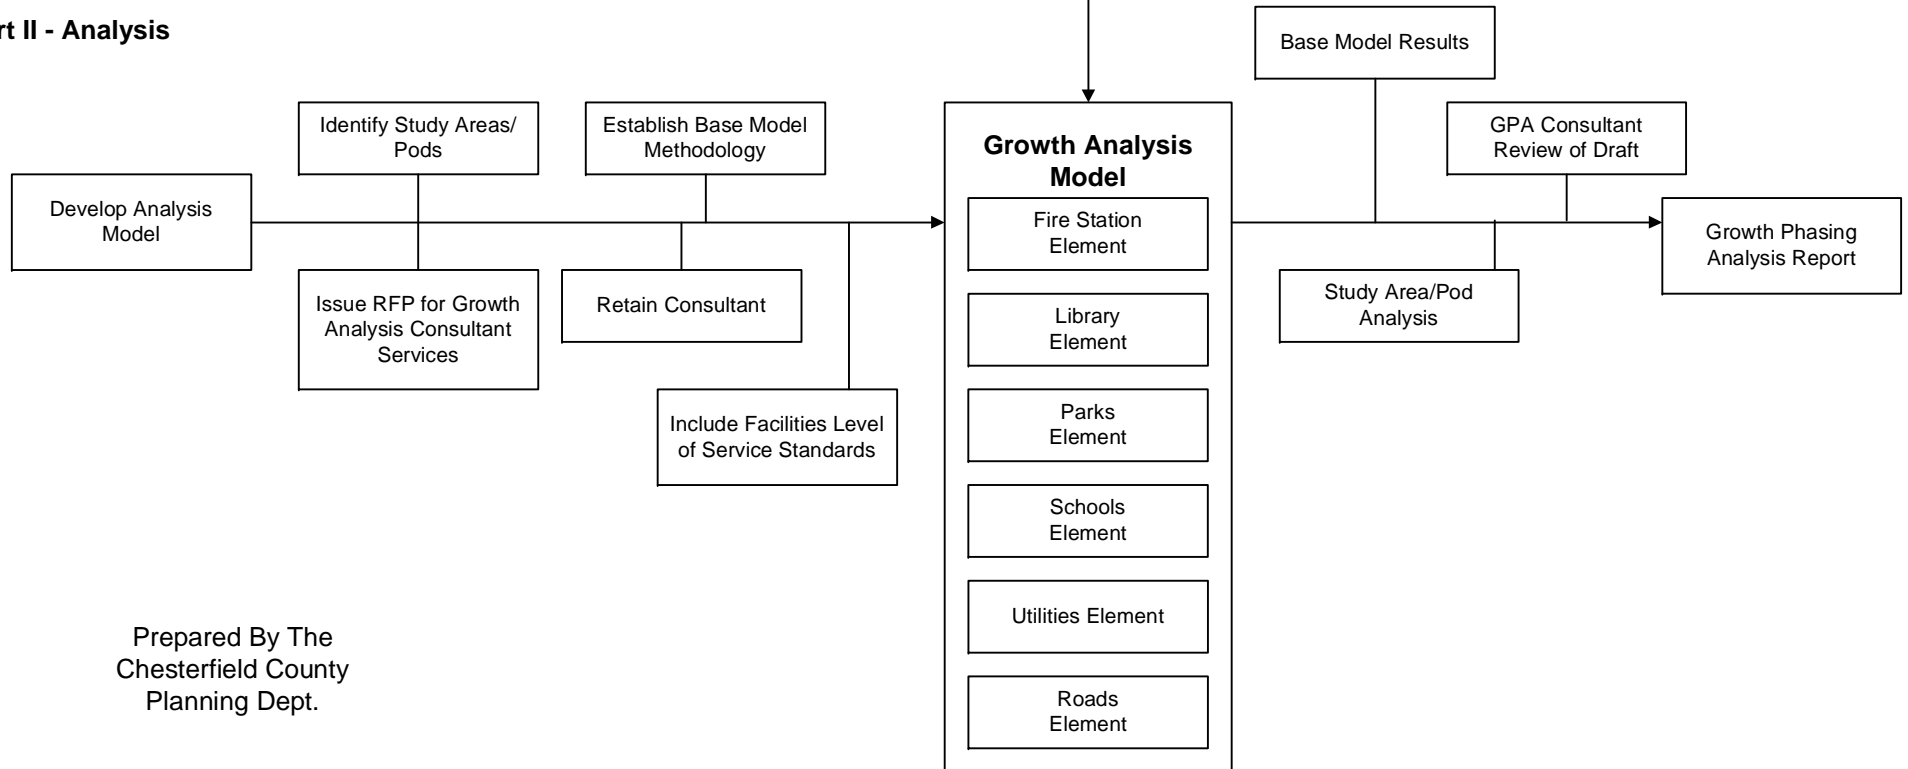 rt II - Analysis
Base Model Results
Identify Study Areas/
Pods
Establish Base Model
Methodology
GPA Consultant
Review of Draft
Develop Analysis
Model
Issue RFP for Growth
Analysis Consultant
Services
Retain Consultant
Include Facilities Level
of Service Standards
Growth Analysis
Model
Fire Station
Element
Library
Element
Parks
Element
Schools
Element
Utilities Element
Roads
Element
Study Area/Pod
Analysis
Growth Phasing
Analysis Report
Prepared By The
Chesterfield County
Planning Dept.